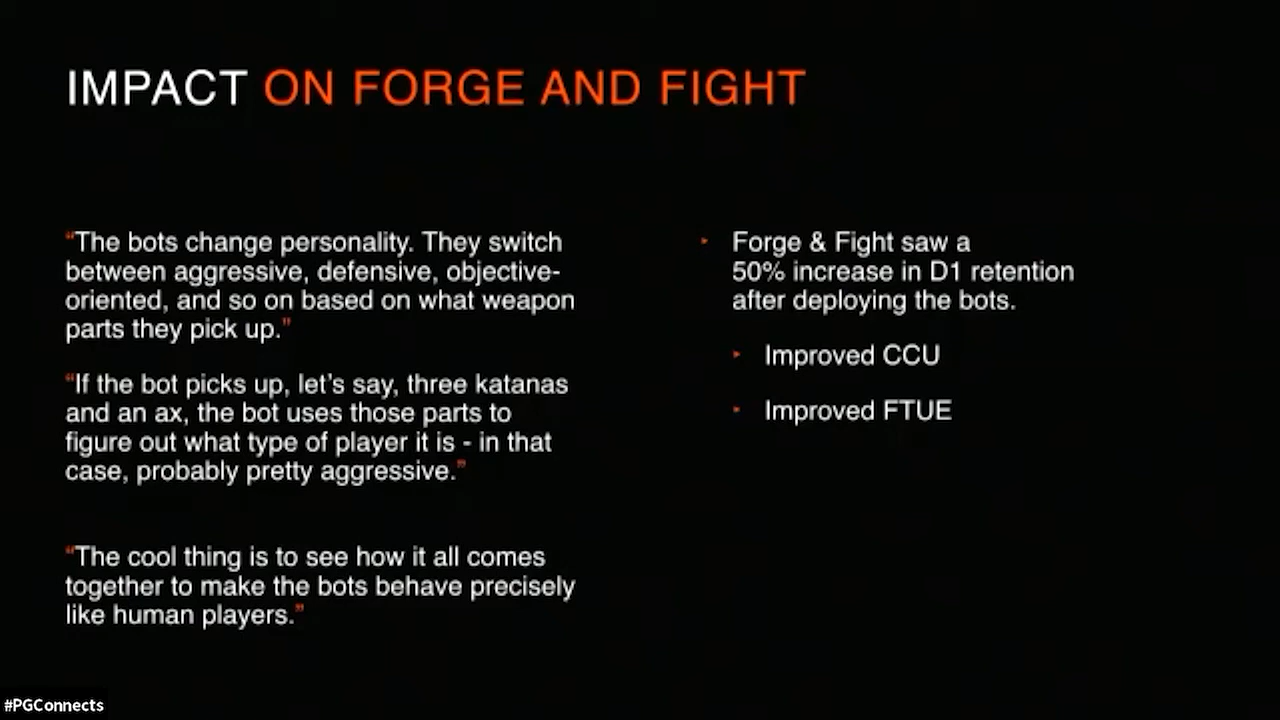 IMPACT ON FORGE AND FIGHT
“The bots change personality. They switch
between aggressive, defensive, objective-
oriented, and so on based on what weapon
parts they pick up.”
“If the bot picks up, let’s say, three katanas
and an ax, the bot uses those parts to
figure out what type of player it is - in that
case, probably pretty aggressive.”
“The cool thing is to see how it all comes
together to make the bots behave precisely
like human players.”
Forge & Fight saw a
50% increase in D1 retention
after deploying the bots.
Improved CCU
Improved FTUE
#PGConnects